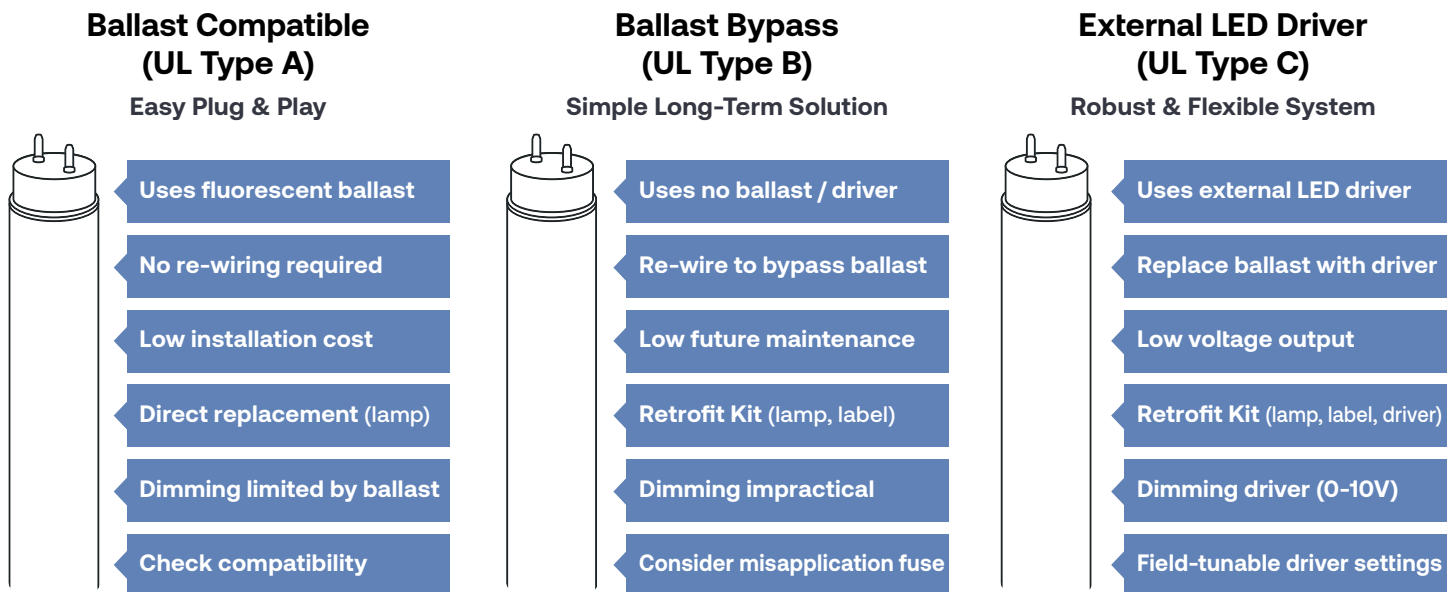 Ballast Compatible
(UL Type A)
Easy Plug & Play
Uses fluorescent ballast
No re-wiring required
Low installation cost
Direct replacement (lamp)
Dimming limited by ballast
Check compatibility
Ballast Bypass
(UL Type B)
Simple Long-Term Solution
Uses no ballast / driver
Re-wire to bypass ballast
Low future maintenance
Retrofit Kit (lamp, label)
Dimming impractical
Consider misapplication fuse
External LED Driver
(UL Type C)
Robust & Flexible System
Uses external LED driver
Replace ballast with driver
Low voltage output
Retrofit Kit (lamp, label, driver)
Dimming driver (0-10V)
Field-tunable driver settings